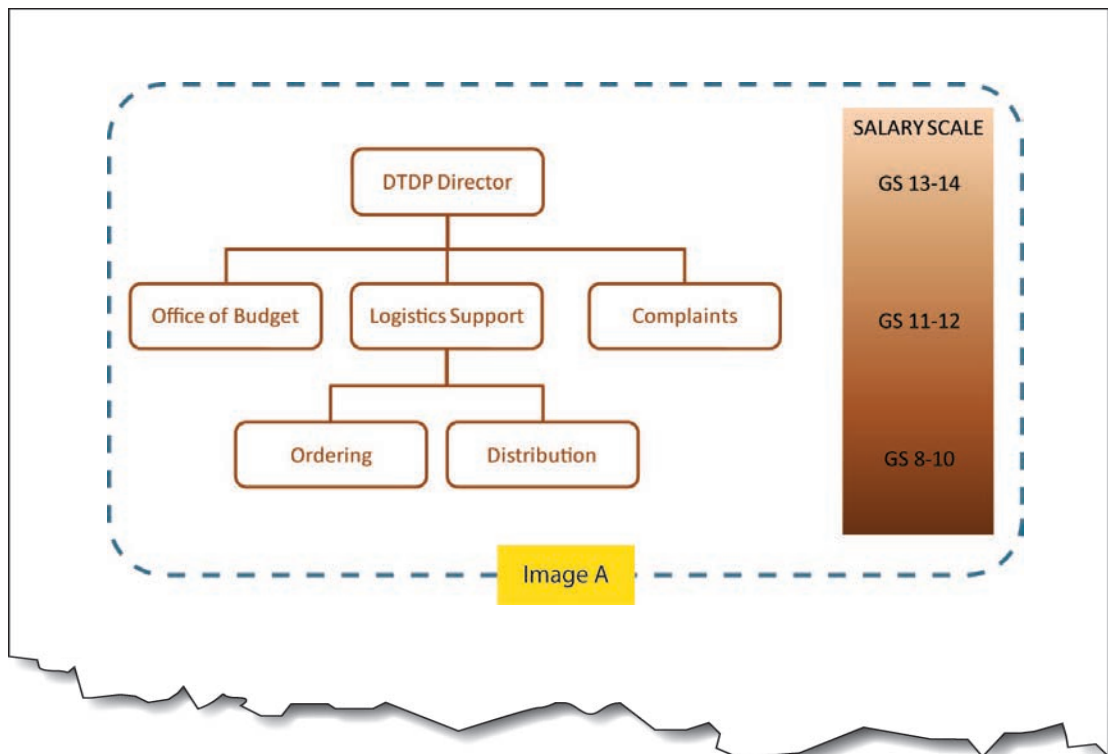 SALARY SCALE
DTDP Director
GS 13-14
Office of Budget
Logistics Support
Complaints
GS 11-12
Ordering
Distribution
GS 8-10
Image A